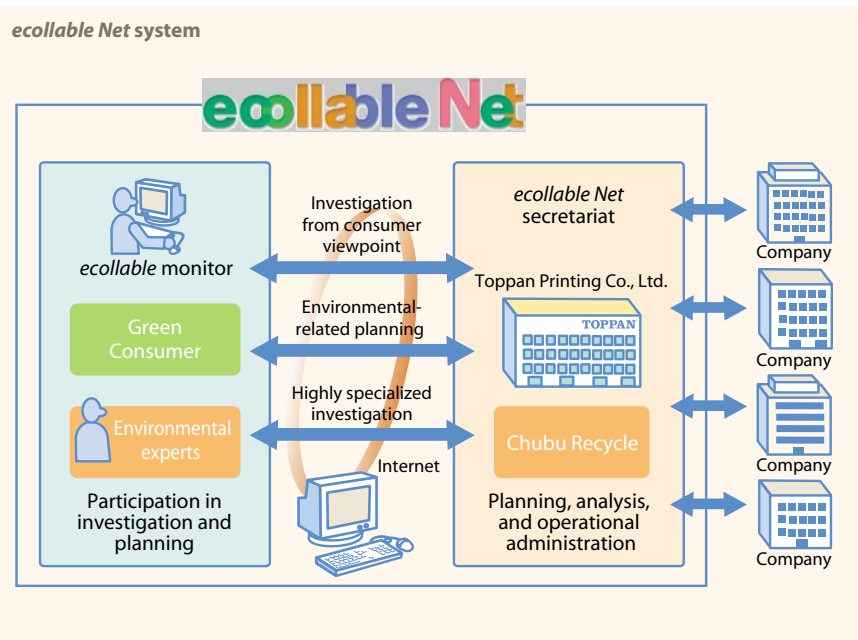 ecollable Net system
ecollable Net
ecollable monitor
Green
Consumer
Environmental
experts
Participation in
investigation and
planning
Investigation
from consumer
viewpoint
Environmental-
related planning
Highly specialized
investigation
Internet
ecollable Net
secretariat
Toppan Printing Co., Ltd.
TOPPAN
Chubu Recycle
Planning, analysis,
and operational
administration
Company
Company
Company
Company